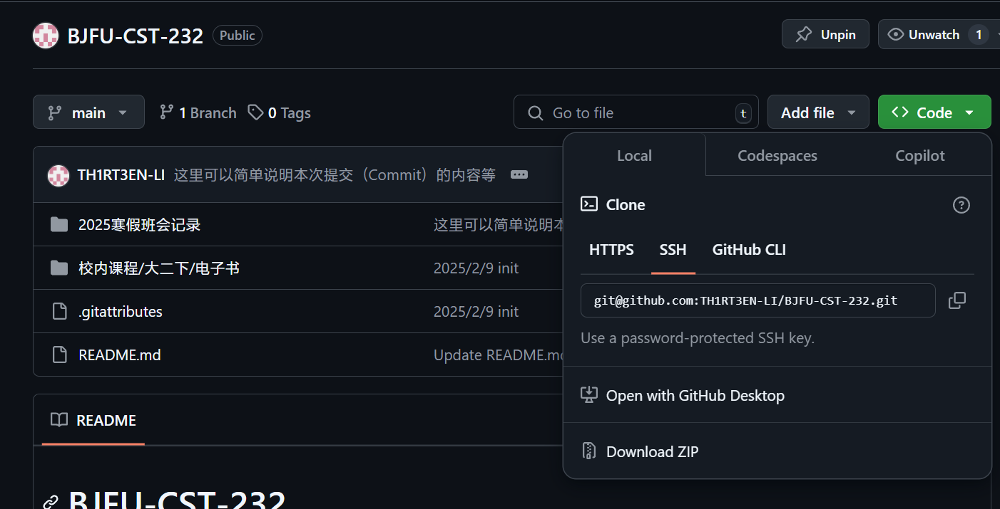 BJFU-CST-232 Public Unpin Unwatch 1
main 1 Branch 0 Tags Go to file t Add file Code
TH1RT3EN-LI 这里可以简单说明本次提交（Commit）的内容等
2025寒假班会记录 这里可以简单说明本
校内课程/大二下/电子书 2025/2/9 init
.gitattributes 2025/2/9 init
README.md Update README.m
README
BJFU-CST-232
Local Codespaces Copilot
Clone
HTTPS SSH GitHub CLI
git@github.com:TH1RT3EN-LI/BJFU-CST-232.git
Use a password-protected SSH key.
Open with GitHub Desktop
Download ZIP